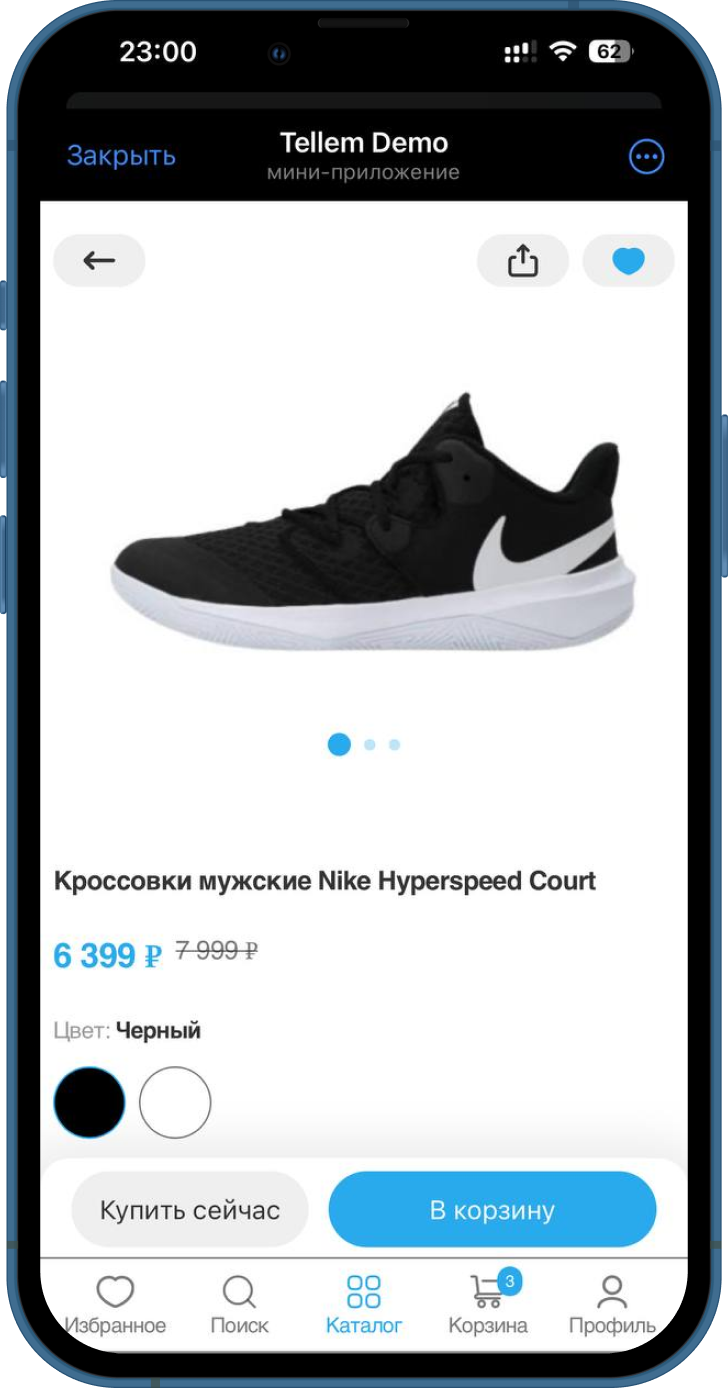 23:00
62
Закрыть
Tellem Demo
мини-приложение
Кроссовки мужские Nike Hyperspeed Court
6 399 ₽ 7 999 ₽
Цвет: Черный
Купить сейчас
В корзину
3
Избранное
Поиск
Каталог
Корзина
Профиль